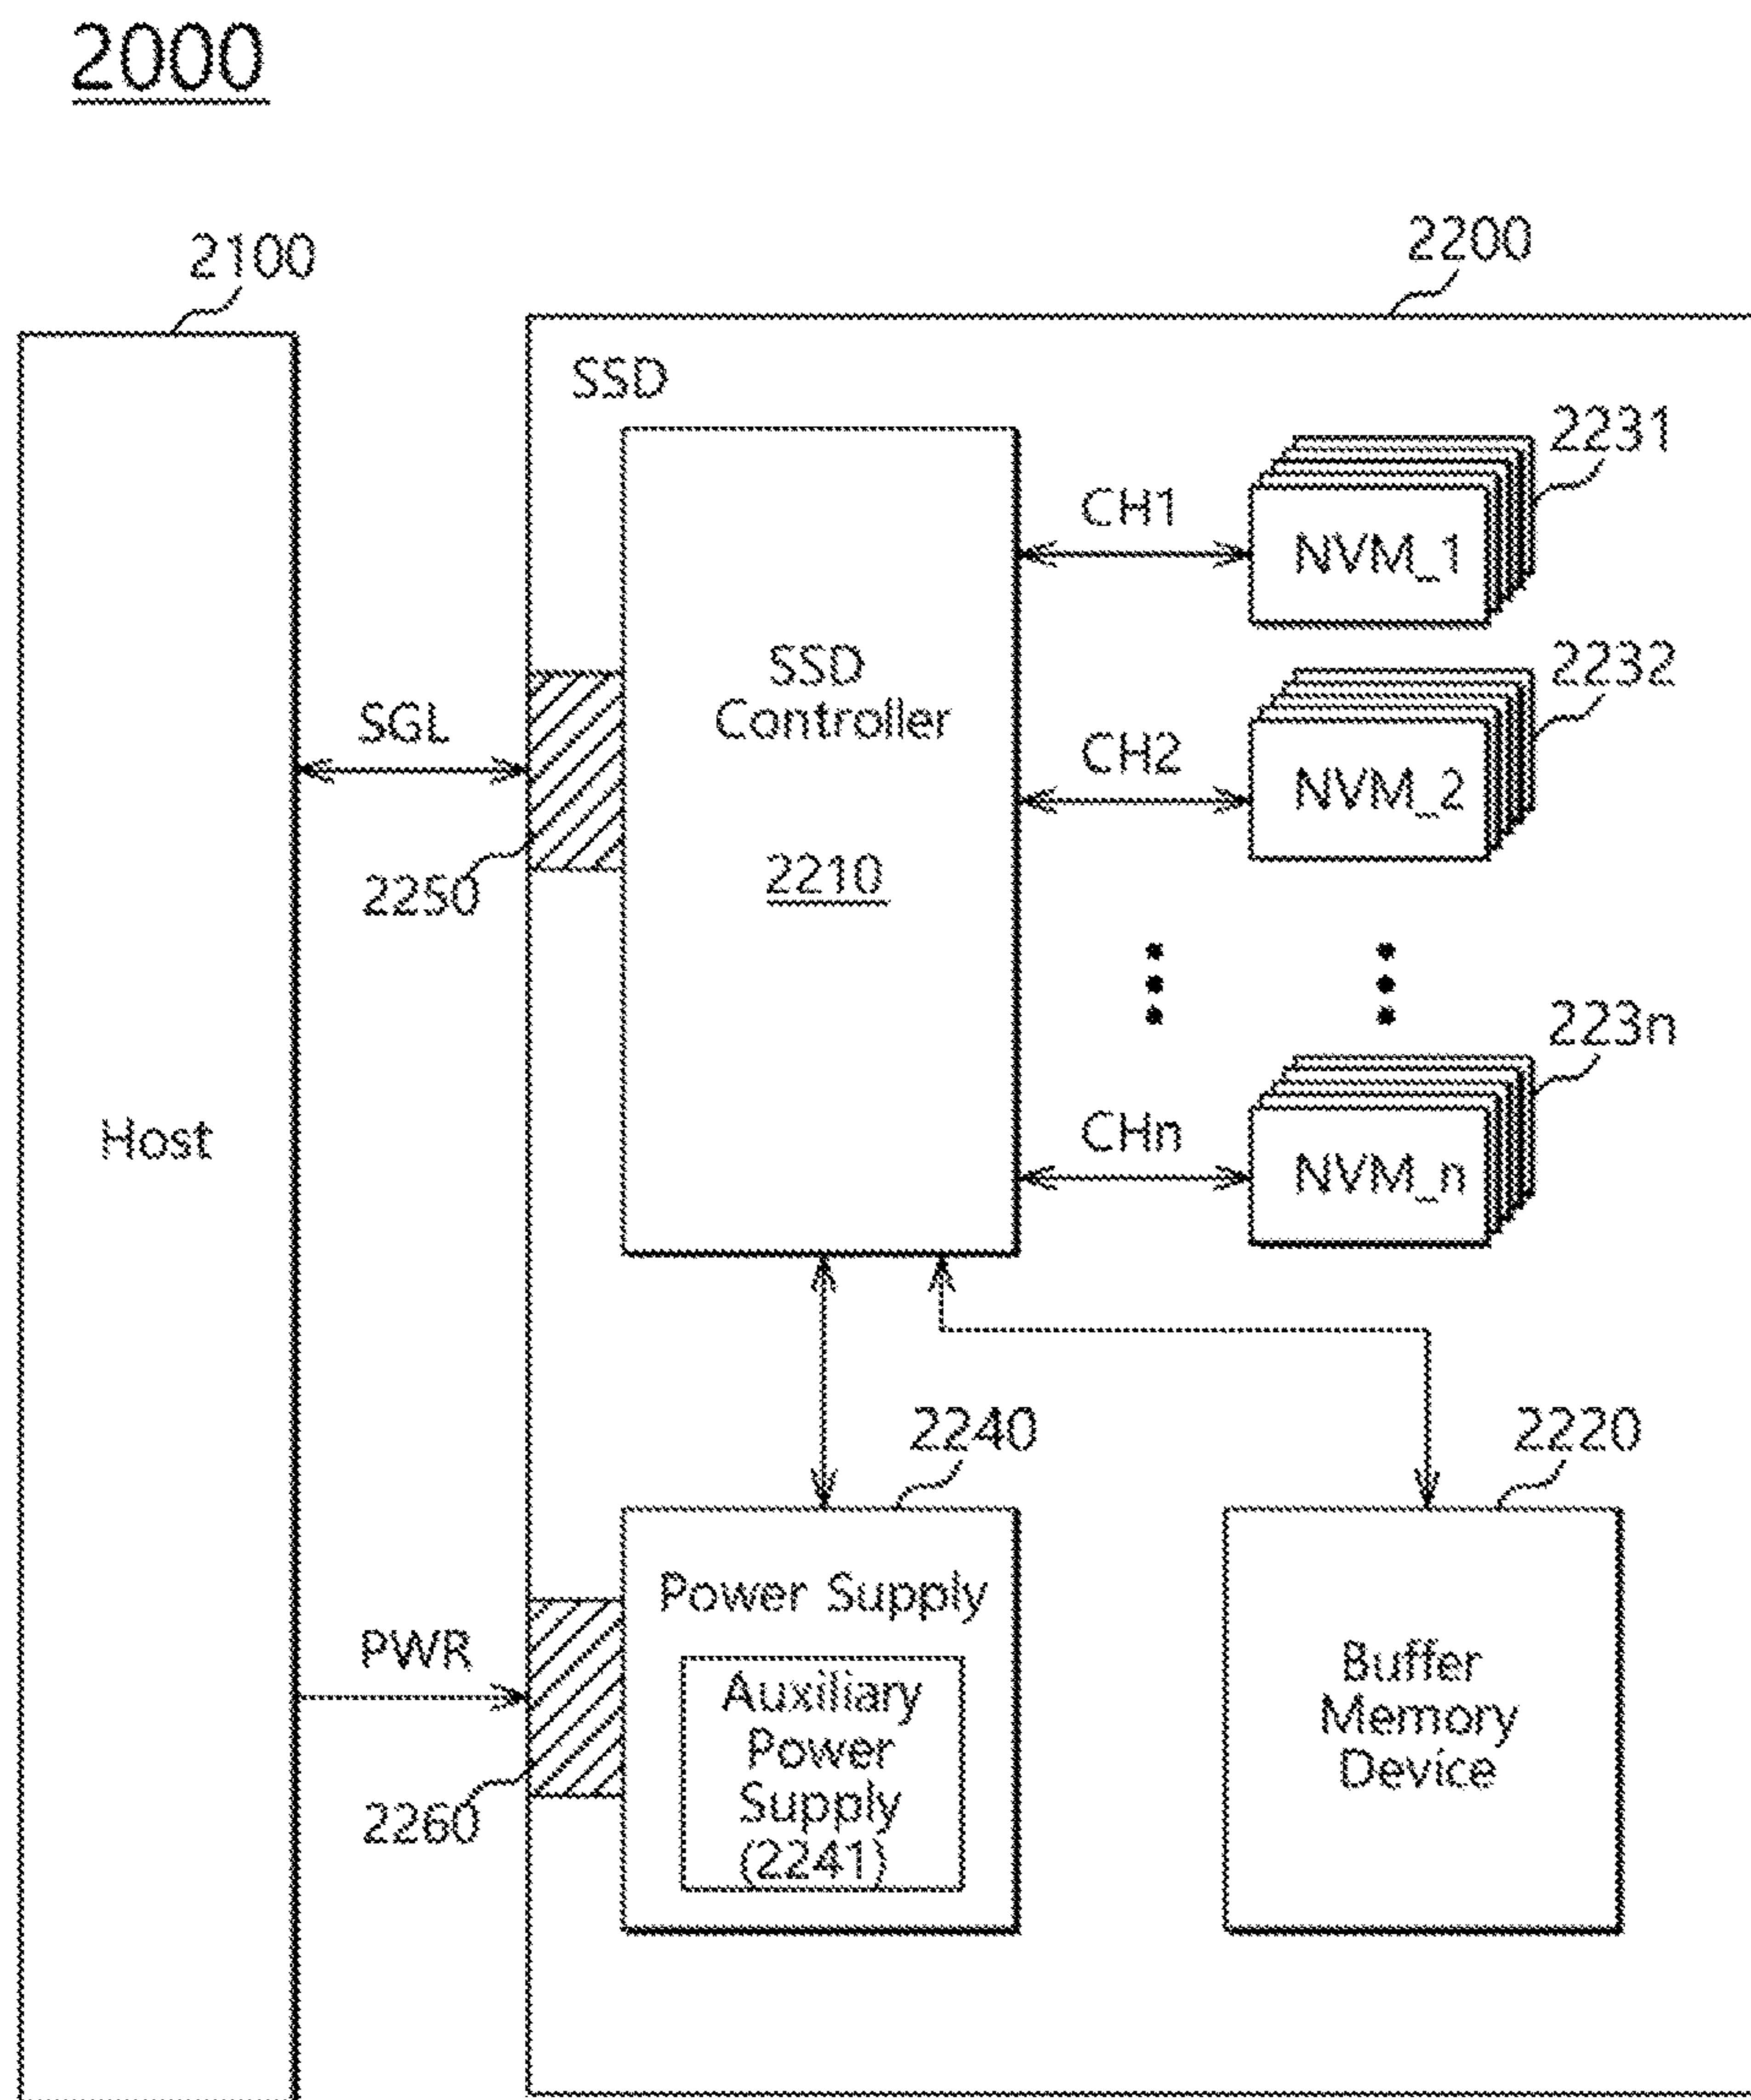 2000
2100
2200
SSD
2231
CH1
NVM_1
SSD
Controller
2210
2232
SGL
CH2
NVM_2
2250
223n
CHn
NVM_n
Host
2240
2220
Power Supply
PWR
Auxiliary
Power
Supply
(2241)
Buffer
Memory
Device
2260